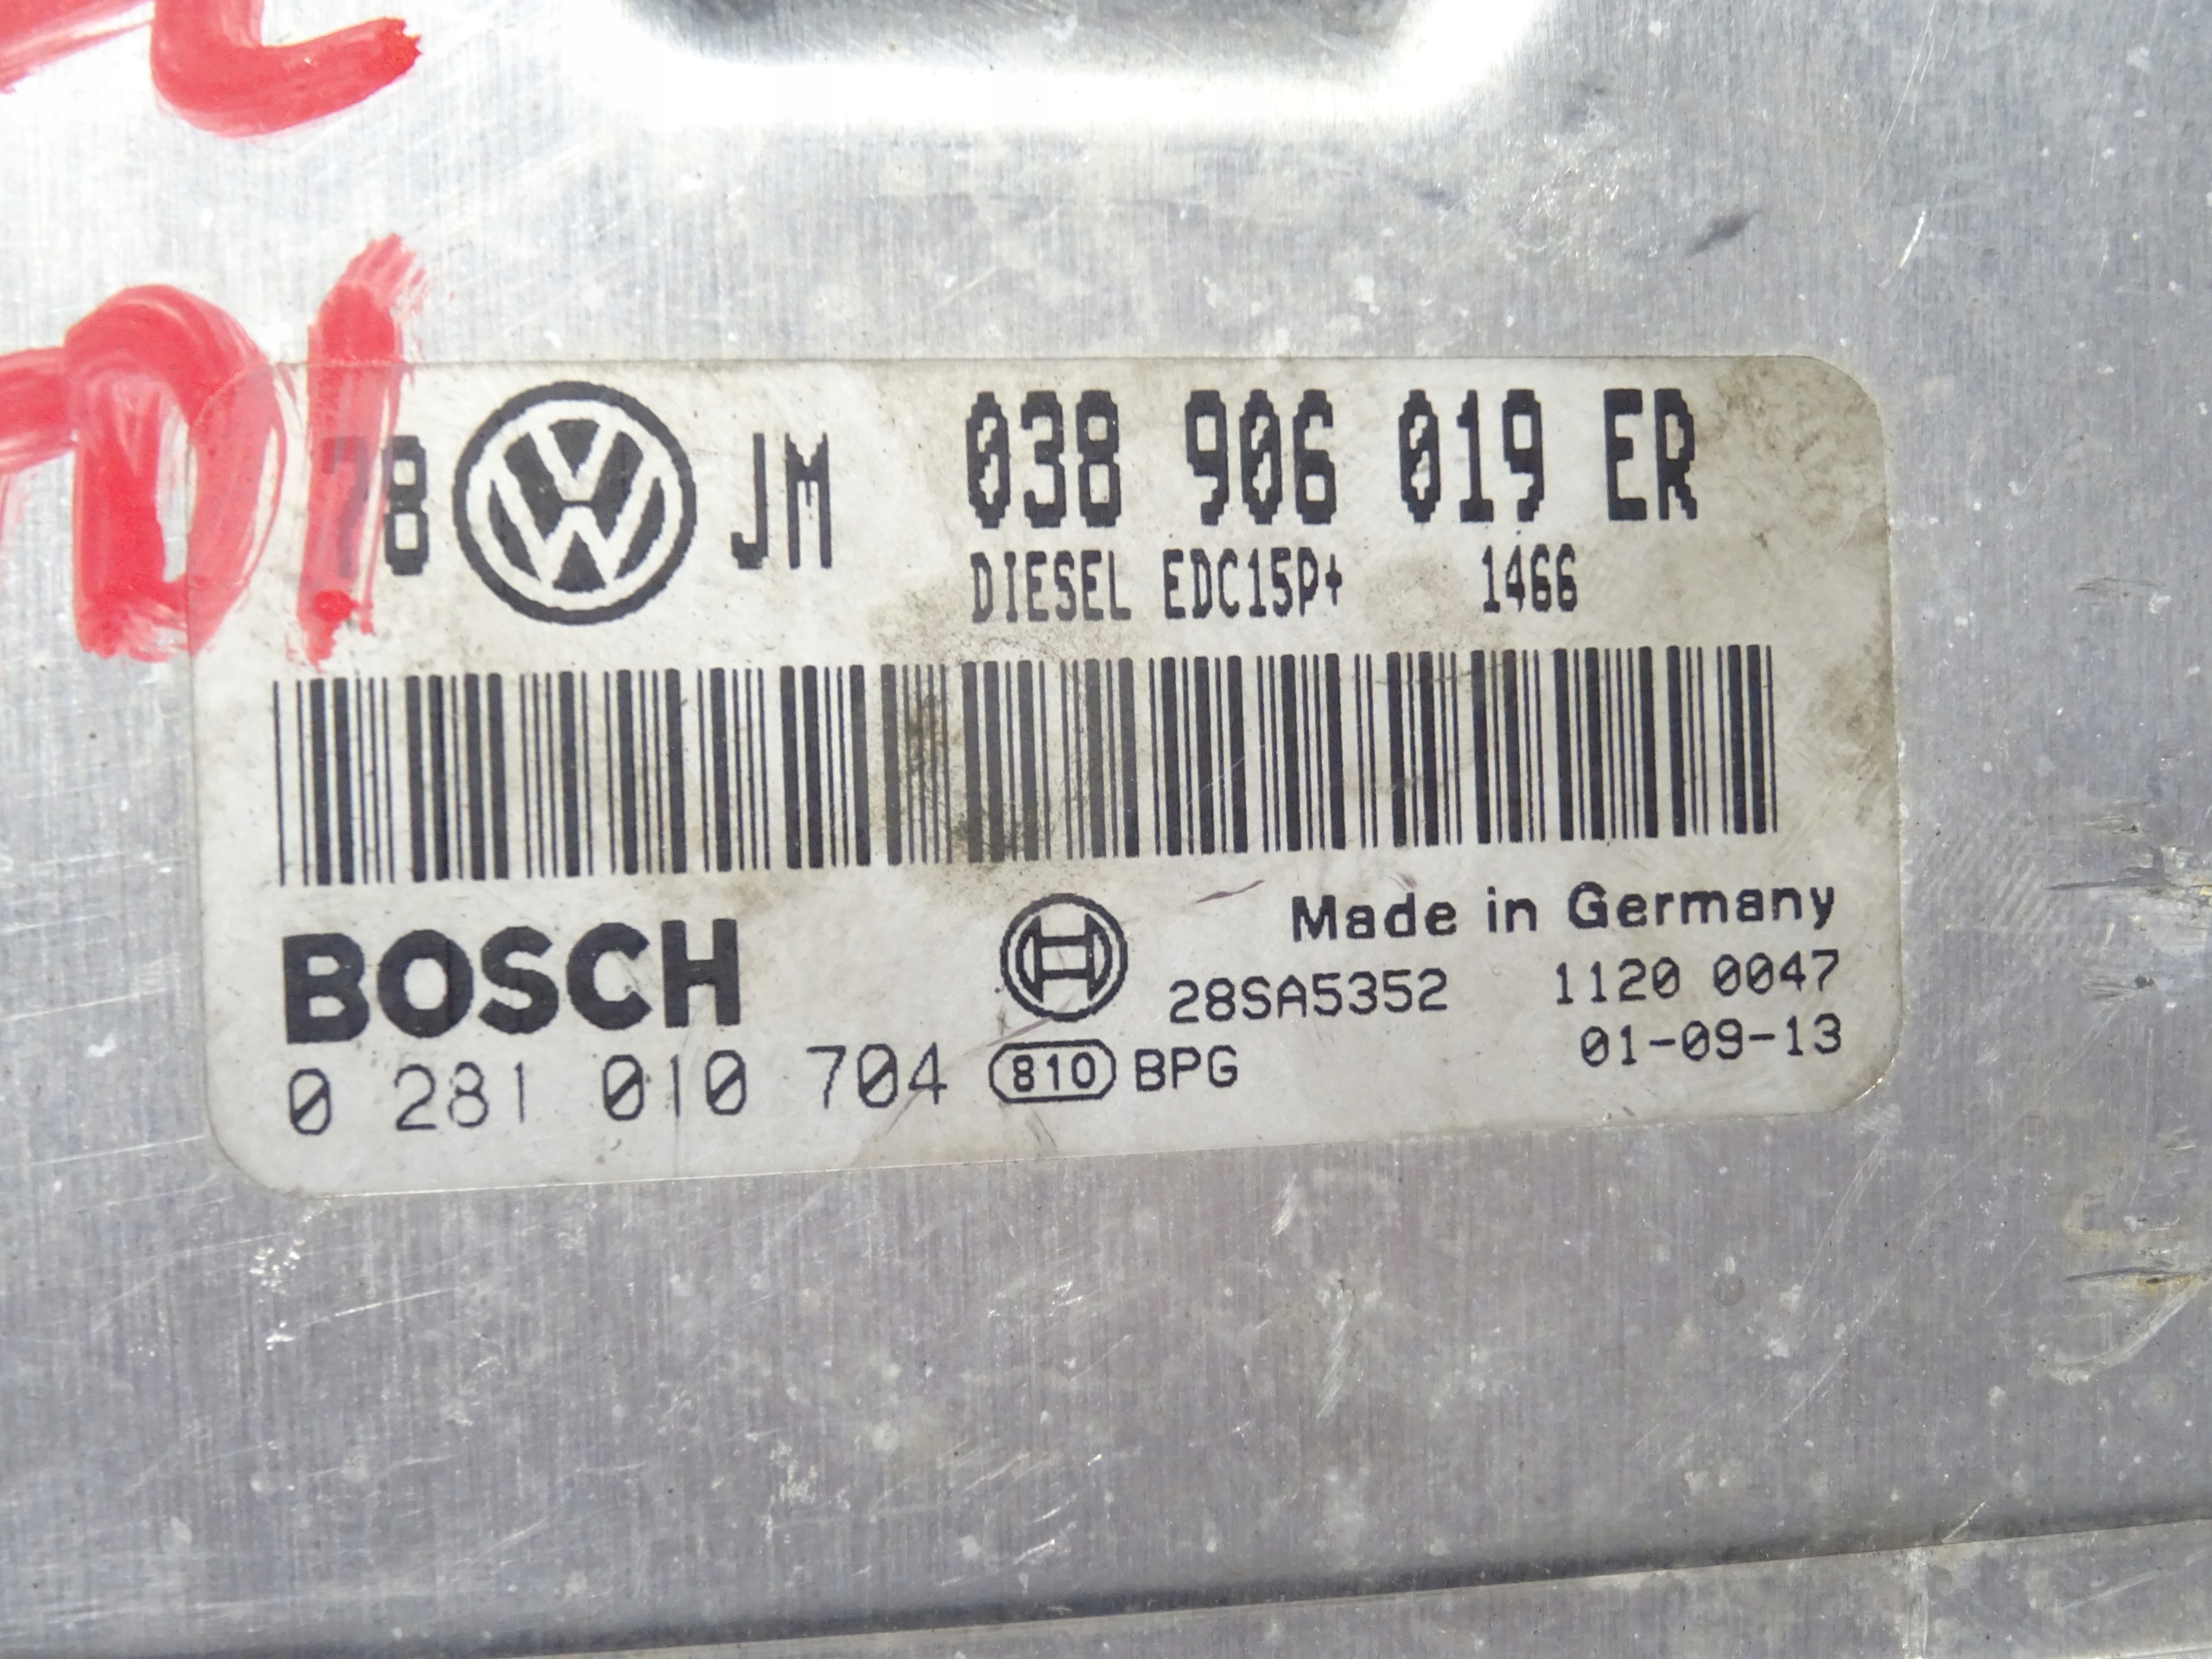 78 VW JM 038 906 019 ER
DIESEL EDC15P+ 1466
BOSCH
Made in Germany
28SA5352 1120 0047
0 281 010 704 810 BPG 01-09-13